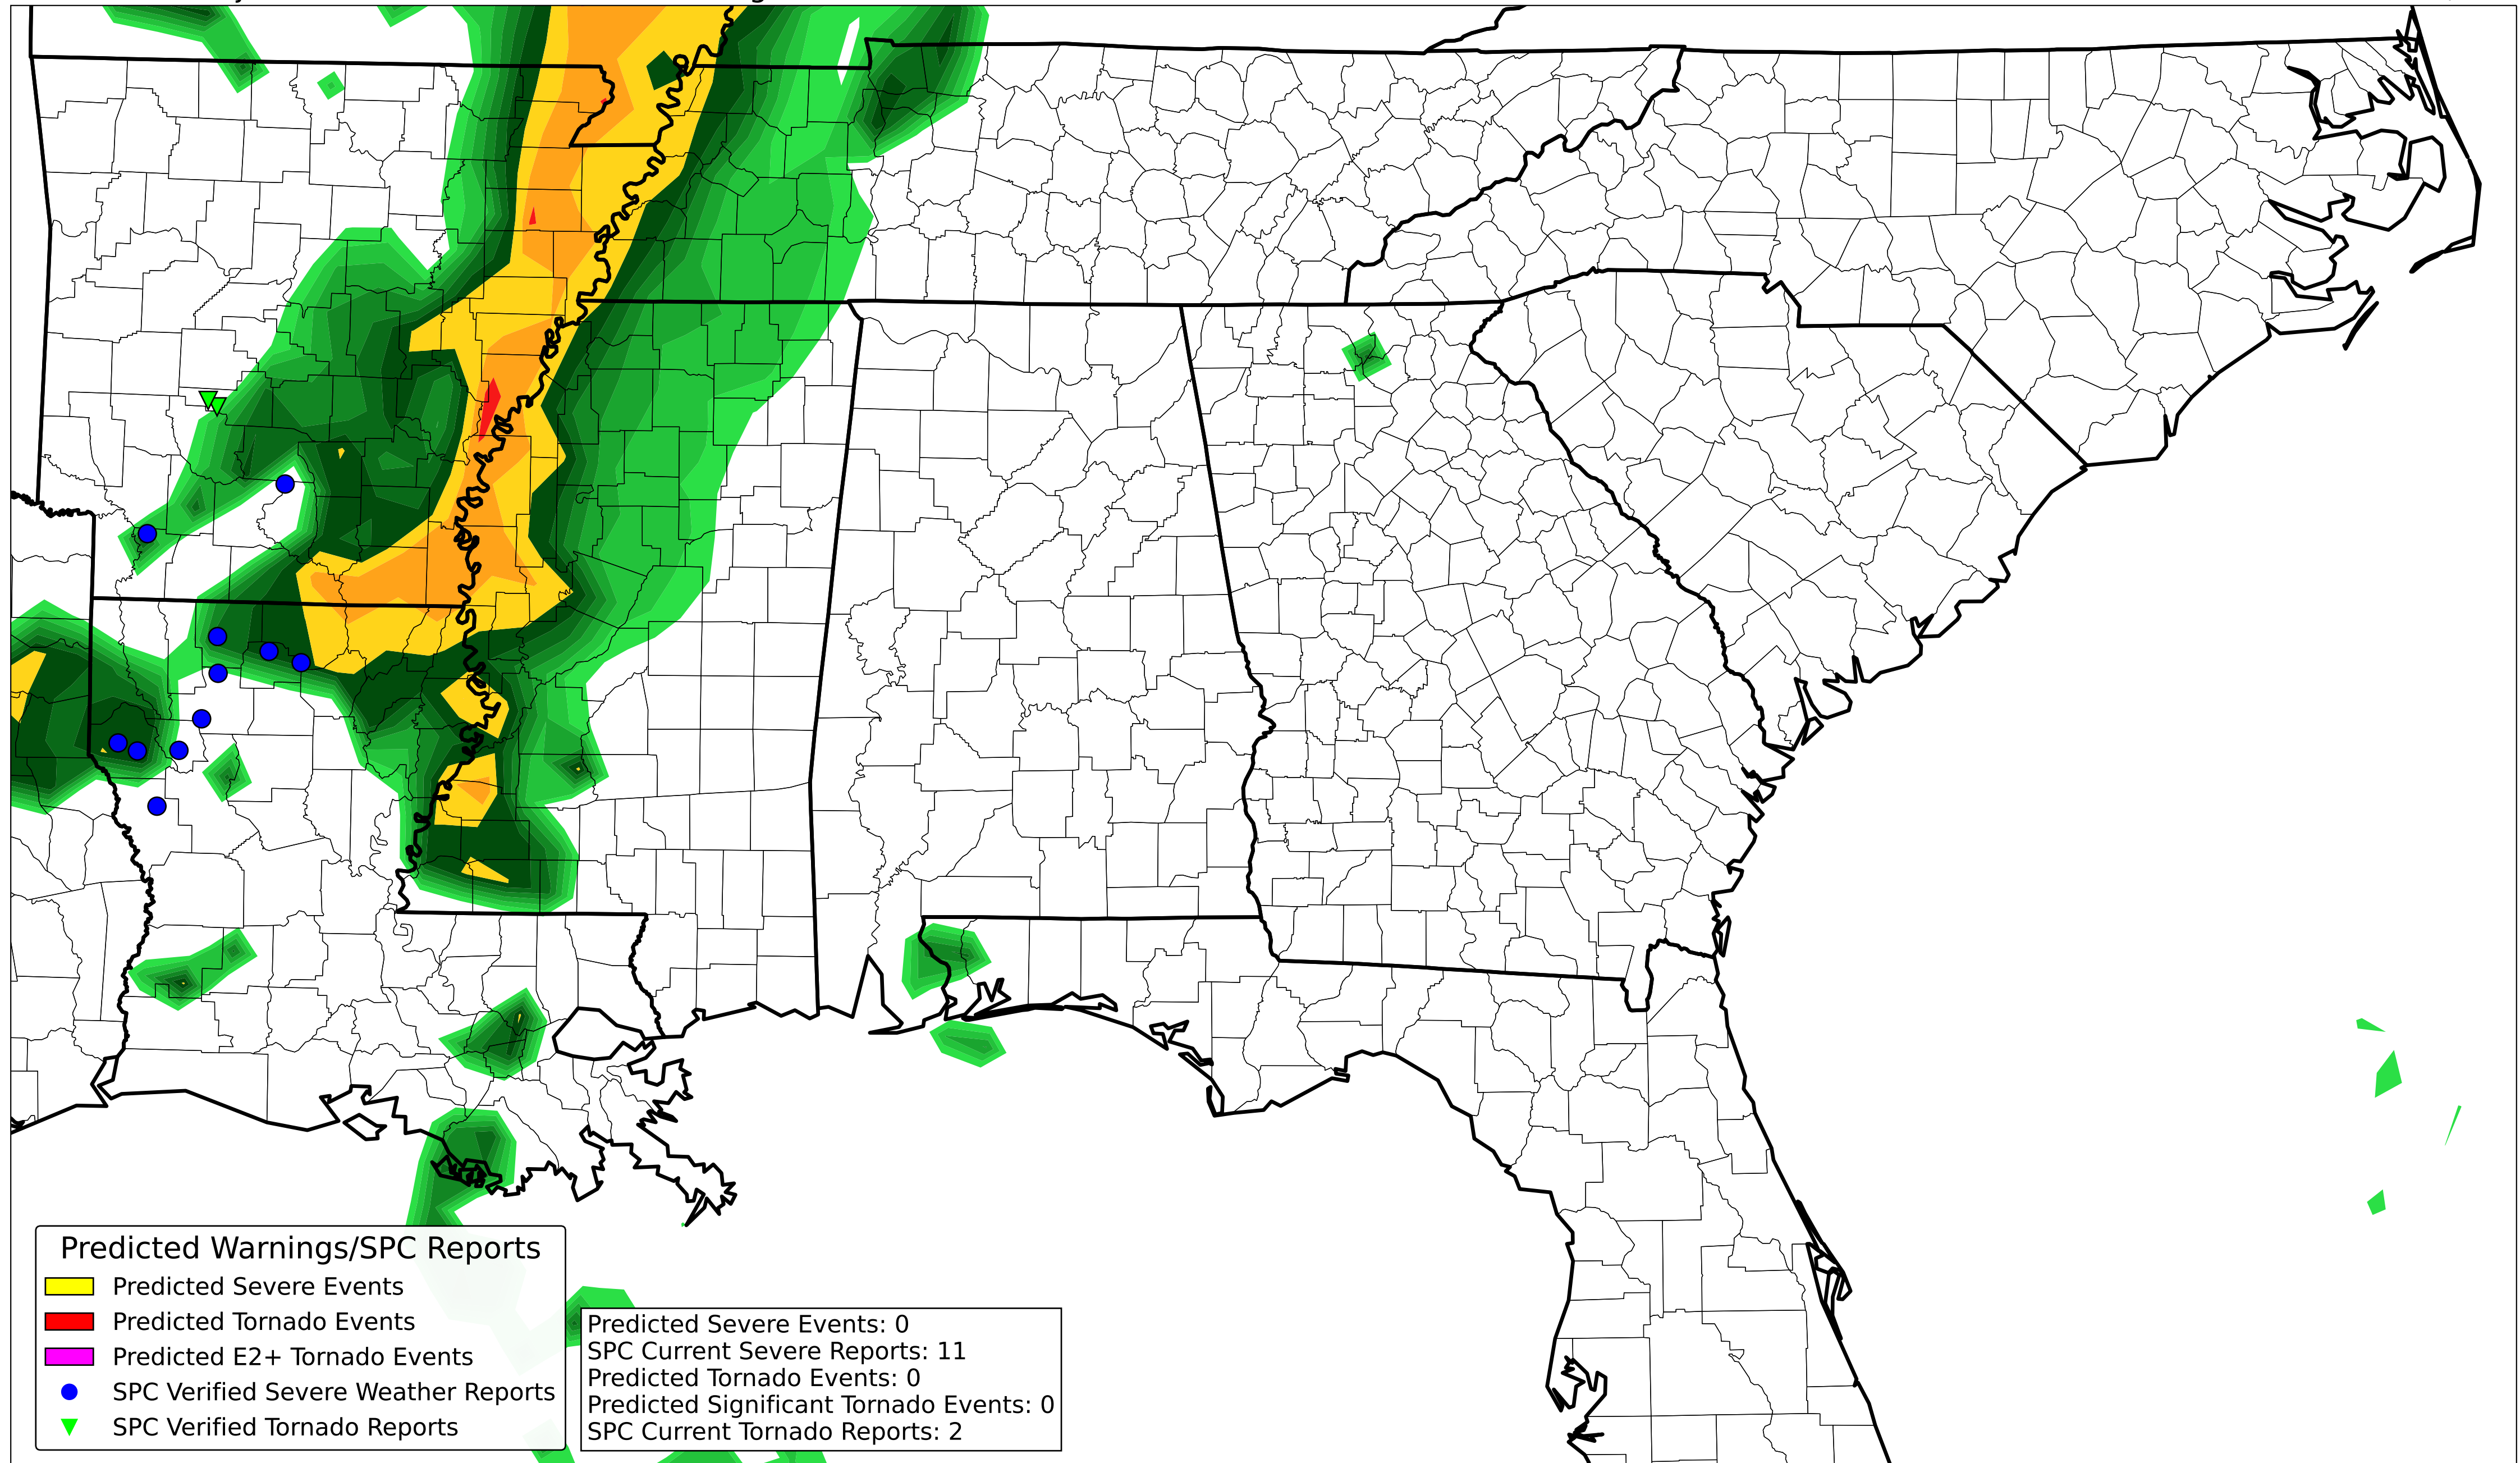 Predicted Warnings/SPC Reports
Predicted Severe Events
Predicted Tornado Events
Predicted E2+ Tornado Events
SPC Verified Severe Weather Reports
SPC Verified Tornado Reports
Predicted Severe Events: 0
SPC Current Severe Reports: 11
Predicted Tornado Events: 0
Predicted Significant Tornado Events: 0
SPC Current Tornado Reports: 2